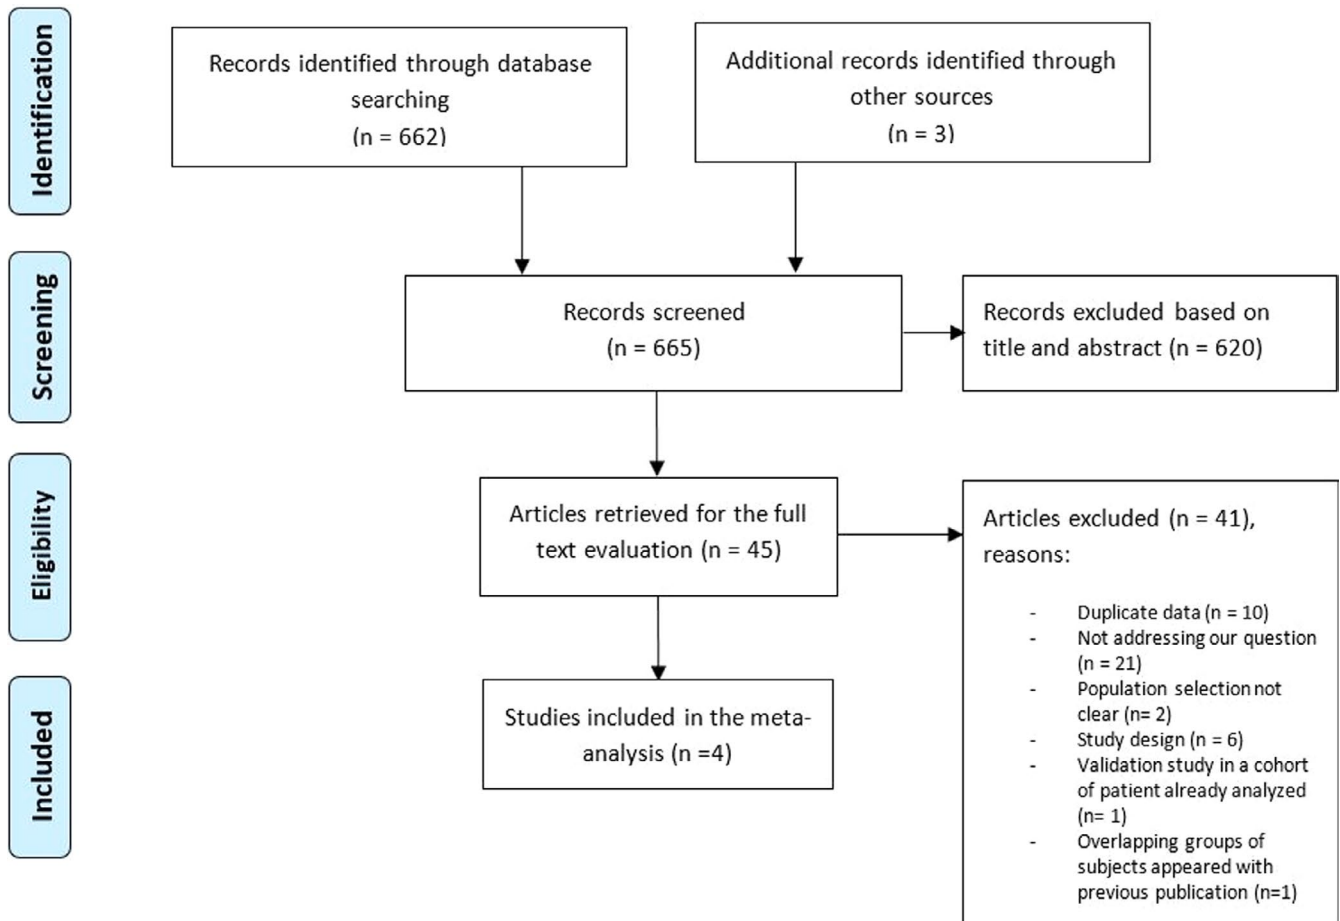 Identification
Records identified through database
searching
(n = 662)
Additional records identified through
other sources
(n = 3)
Screening
Records screened
(n = 665)
Records excluded based on
title and abstract (n = 620)
Eligibility
Articles retrieved for the full
text evaluation (n = 45)
Articles excluded (n = 41),
reasons:
- Duplicate data (n = 10)
- Not addressing our question
(n = 21)
- Population selection not
clear (n= 2)
- Study design (n = 6)
- Validation study in a cohort
of patient already analyzed
(n= 1)
- Overlapping groups of
subjects appeared with
previous publication (n=1)
Included
Studies included in the meta-
analysis (n =4)